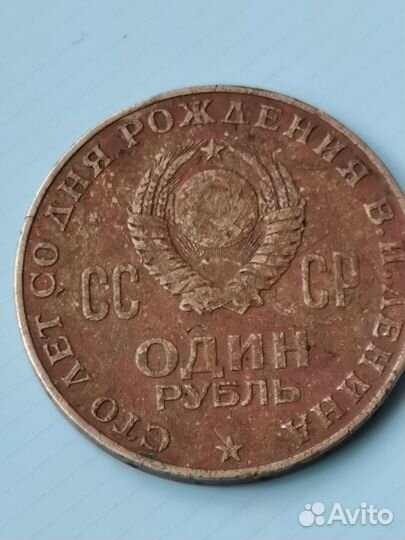 СТО ЛЕТ СО ДНЯ РОЖДЕНИЯ В. И. ЛЕНИНА
СС СР
ОДИН
РУБЛЬ
Avito